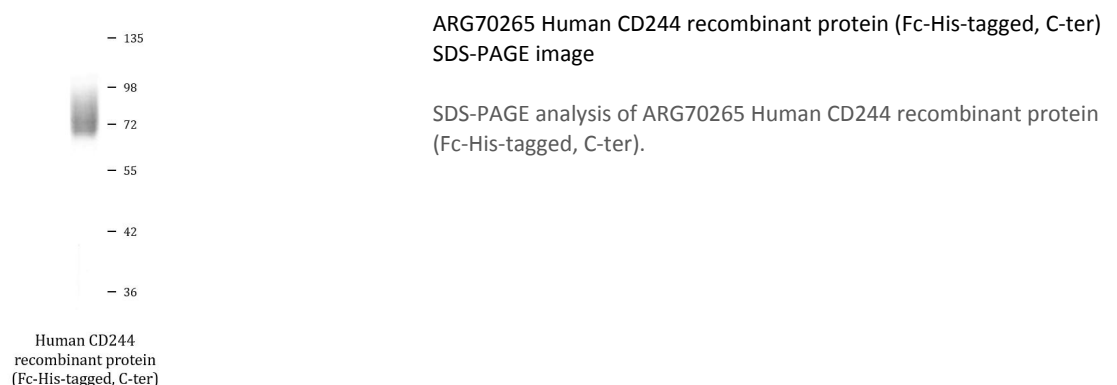 — 135
— 98
— 72
— 55
— 42
— 36
Human CD244
recombinant protein
(Fc-His-tagged, C-ter)
ARG70265 Human CD244 recombinant protein (Fc-His-tagged, C-ter)
SDS-PAGE image
SDS-PAGE analysis of ARG70265 Human CD244 recombinant protein
(Fc-His-tagged, C-ter).